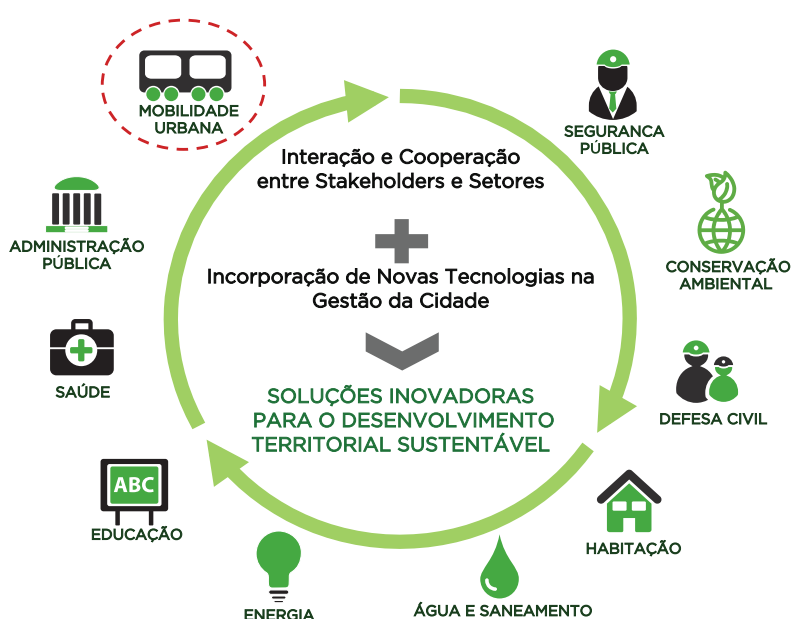 MOBILIDADE
URBANA
SEGURANCA
PÚBLICA
Interação e Cooperação
entre Stakeholders e Setores
ADMINISTRAÇÃO
PÚBLICA
CONSERVAÇÃO
AMBIENTAL
Incorporação de Novas Tecnologias na
Gestão da Cidade
SAÚDE
SOLUÇÕES INOVADORAS
PARA O DESENVOLVIMENTO
TERRITORIAL SUSTENTÁVEL
DEFESA CIVIL
ABC
EDUCAÇÃO
HABITAÇÃO
ENERGIA
ÁGUA E SANEAMENTO